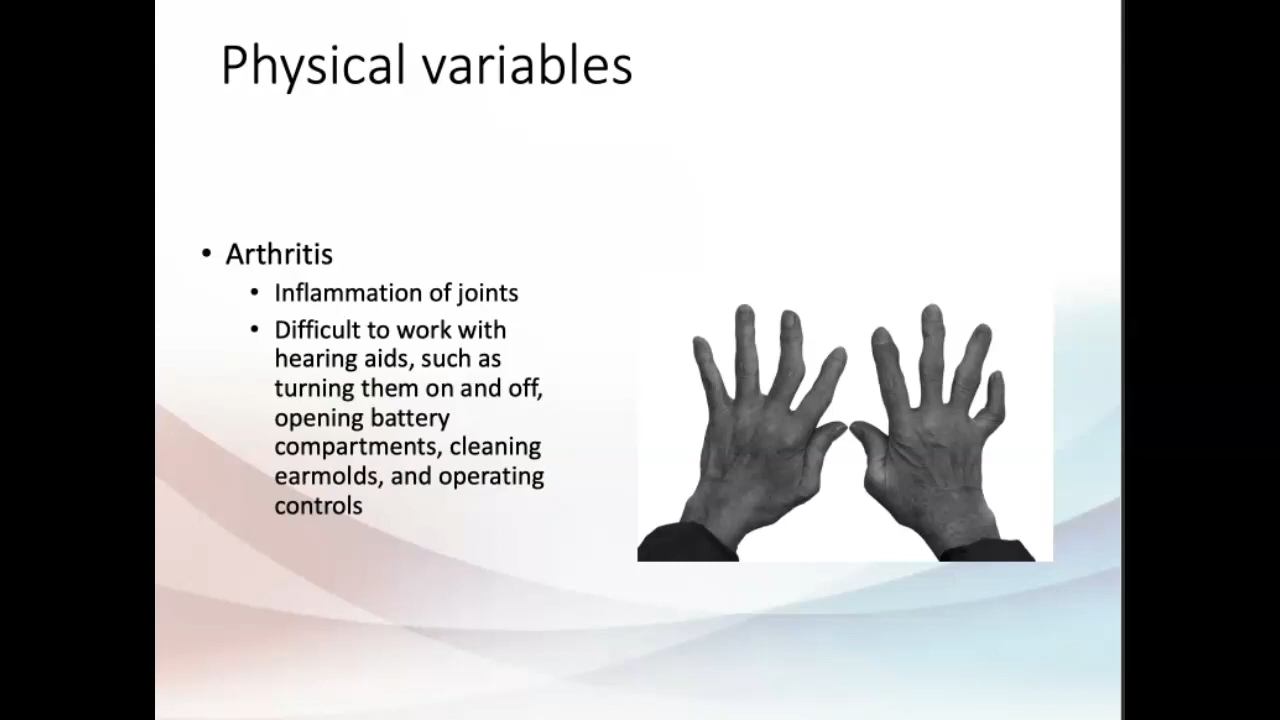 Physical variables
• Arthritis
• Inflammation of joints
• Difficult to work with
hearing aids, such as
turning them on and off,
opening battery
compartments, cleaning
earmolds, and operating
controls